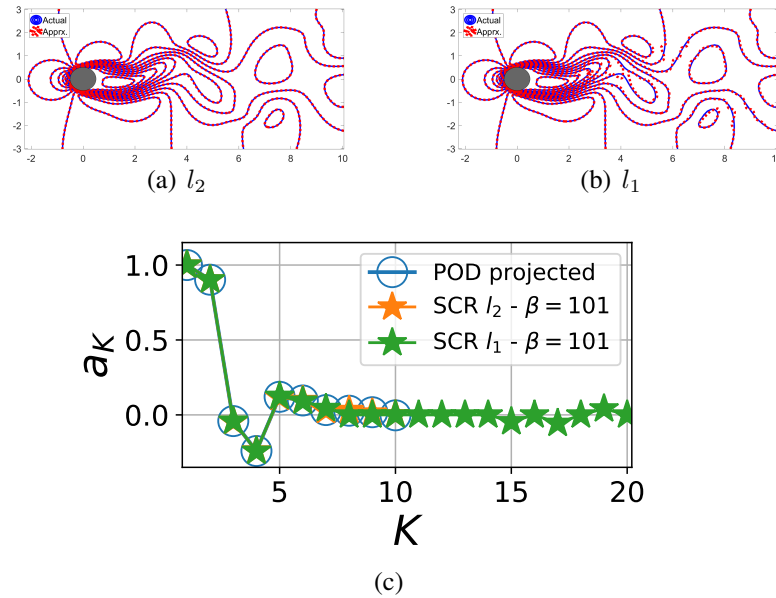 3
2
1
0
-1
-2
-3
Actual
Apprx.
-2 0 2 4 6 8 10
(a) l₂
3
2
1
0
-1
-2
-3
Actual
Apprx.
-2 0 2 4 6 8 10
(b) l₁
1.0
0.5
0.0
a_K
POD projected
SCR l₂ - β = 101
SCR l₁ - β = 101
5 10 15 20
K
(c)